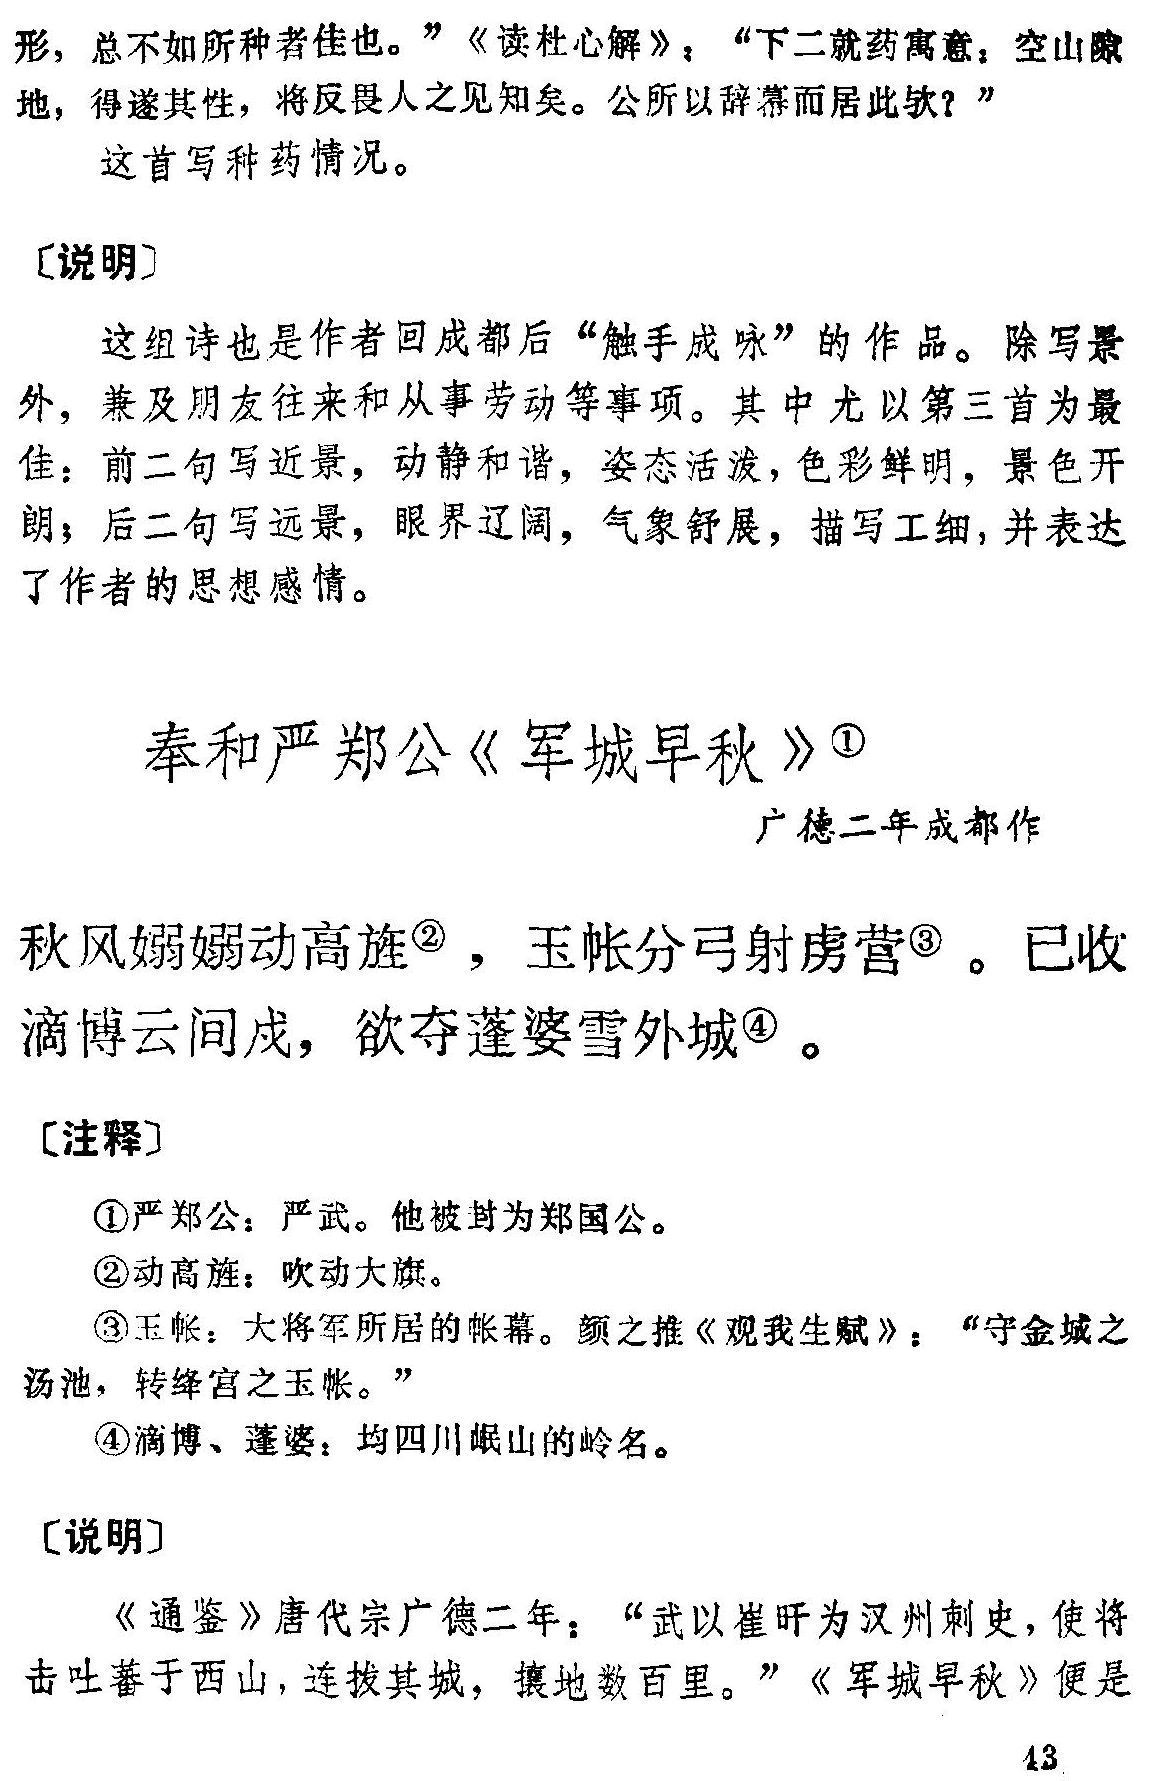 形，总不如所种者佳也。”《读杜心解》：“下二就药寓意：空山隙
地，得遂其性，将反畏人之见知矣。公所以辞幕而居此欤？”
这首写种药情况。
〔说明〕
这组诗也是作者回成都后“触手成咏”的作品。除写景
外，兼及朋友往来和从事劳动等事项。其中尤以第三首为最
佳：前二句写近景，动静和谐，姿态活泼，色彩鲜明，景色开
朗；后二句写远景，眼界辽阔，气象舒展，描写工细，并表达
了作者的思想感情。
奉和严郑公《军城早秋》①
广德二年成都作
秋风嫋嫋动高旌②，玉帐分弓射虏营③。已收
滴博云间戍，欲夺蓬婆雪外城④。
〔注释〕
①严郑公：严武。他被封为郑国公。
②动高旌：吹动大旗。
③玉帐：大将军所居的帐幕。颜之推《观我生赋》：“守金城之
汤池，转绛宫之玉帐。”
④滴博、蓬婆：均四川岷山的岭名。
〔说明〕
《通鉴》唐代宗广德二年：“武以崔旰为汉州刺史，使将
击吐蕃于西山，连拔其城，攘地数百里。”《军城早秋》便是
43